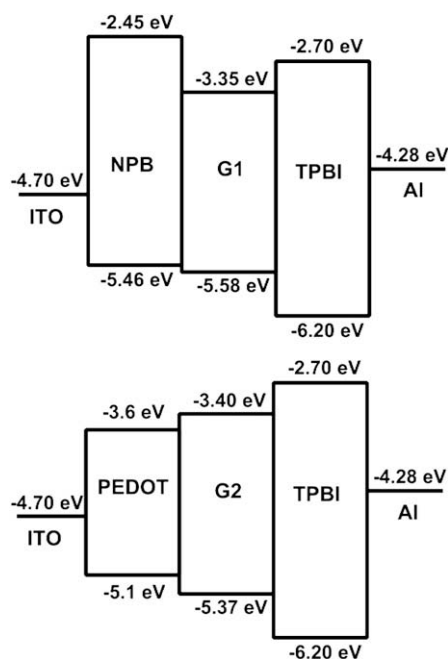 -2.45 eV
-2.70 eV
-3.35 eV
NPB
G1
TPBI
-4.28 eV
-4.70 eV
Al
ITO
-5.46 eV
-5.58 eV
-6.20 eV
-2.70 eV
-3.6 eV
-3.40 eV
-4.28 eV
PEDOT
G2
TPBI
-4.70 eV
Al
ITO
-5.1 eV
-5.37 eV
-6.20 eV